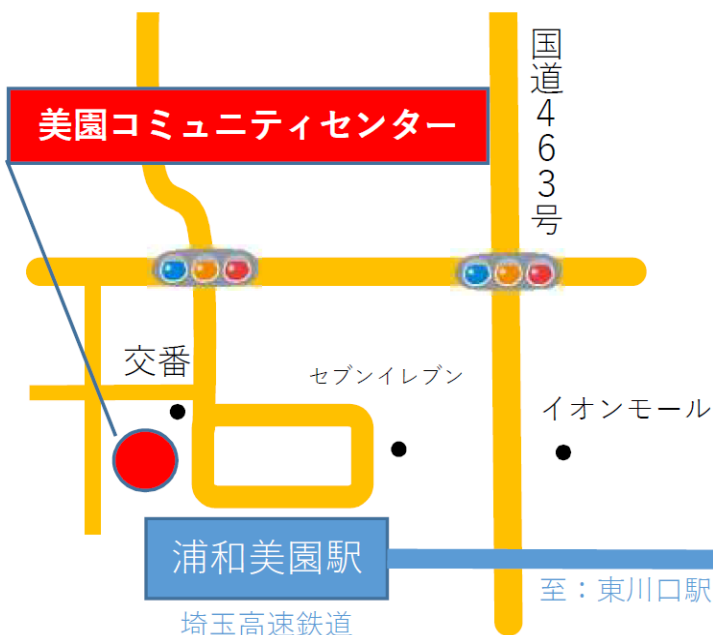 国道463号
美園コミュニティセンター
交番
セブンイレブン
イオンモール
浦和美園駅
至：東川口駅
埼玉高速鉄道